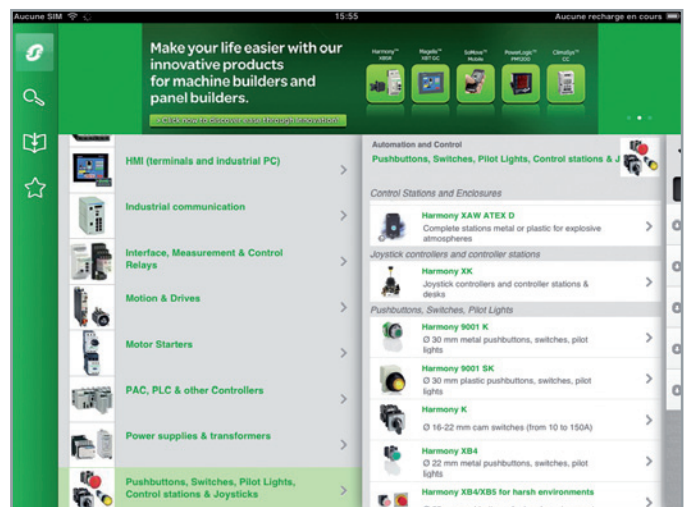 Aucune SIM
15:55
Aucune recharge en cours
Make your life easier with our
innovative products
for machine builders and
panel builders.
> Click now to discover ease through innovation
Harmony™
XB5R
Magelis™
XBT GC
SoMove™
Mobile
PowerLogic™
PM1200
ClimaSys™
CC
HMI (terminals and industrial PC)
Industrial communication
Interface, Measurement & Control
Relays
Motion & Drives
Motor Starters
PAC, PLC & other Controllers
Power supplies & transformers
Pushbuttons, Switches, Pilot Lights,
Control stations & Joysticks
Automation and Control
Pushbuttons, Switches, Pilot Lights, Control stations & J
Control Stations and Enclosures
Harmony XAW ATEX D
Complete stations metal or plastic for explosive
atmospheres
Joystick controllers and controller stations
Harmony XK
Joystick controllers and controller stations &
desks
Pushbuttons, Switches, Pilot Lights
Harmony 9001 K
Ø 30 mm metal pushbuttons, switches, pilot
lights
Harmony 9001 SK
Ø 30 mm plastic pushbuttons, switches, pilot
lights
Harmony K
Ø 16-22 mm cam switches (from 10 to 150A)
Harmony XB4
Ø 22 mm metal pushbuttons, switches, pilot
lights
Harmony XB4/XB5 for harsh environments